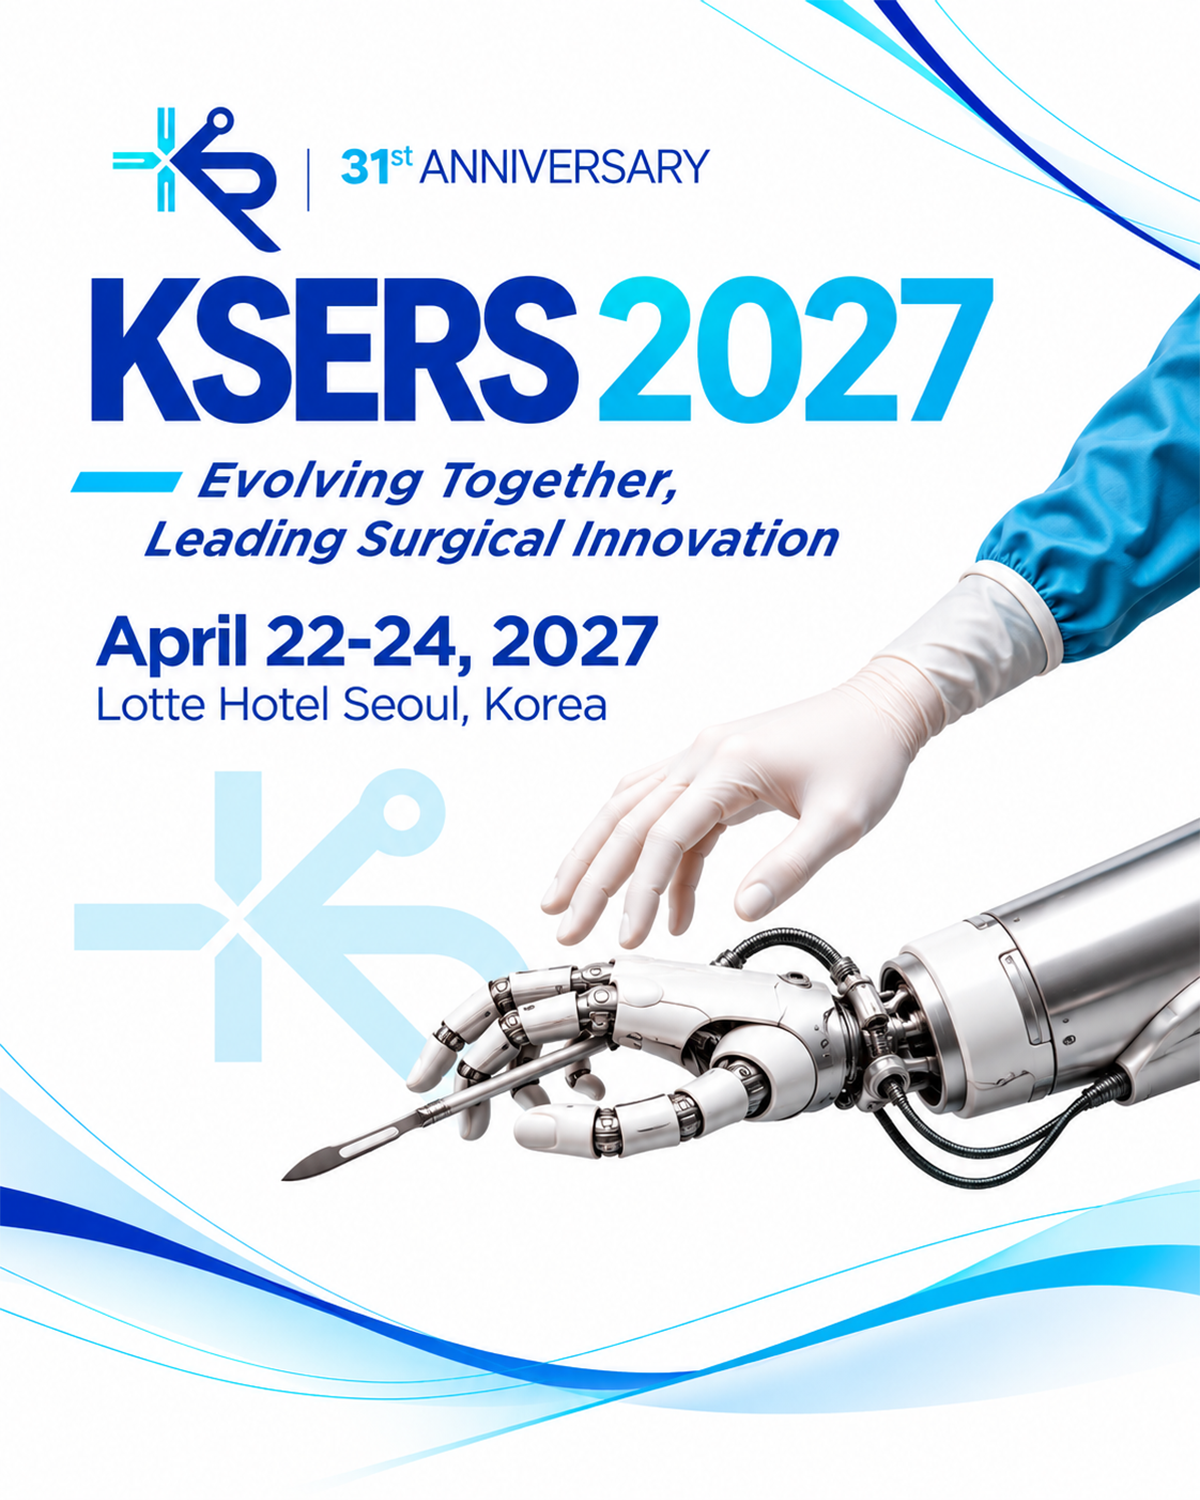 31st ANNIVERSARY
KSERS 2027
Evolving Together,
Leading Surgical Innovation
April 22-24, 2027
Lotte Hotel Seoul, Korea